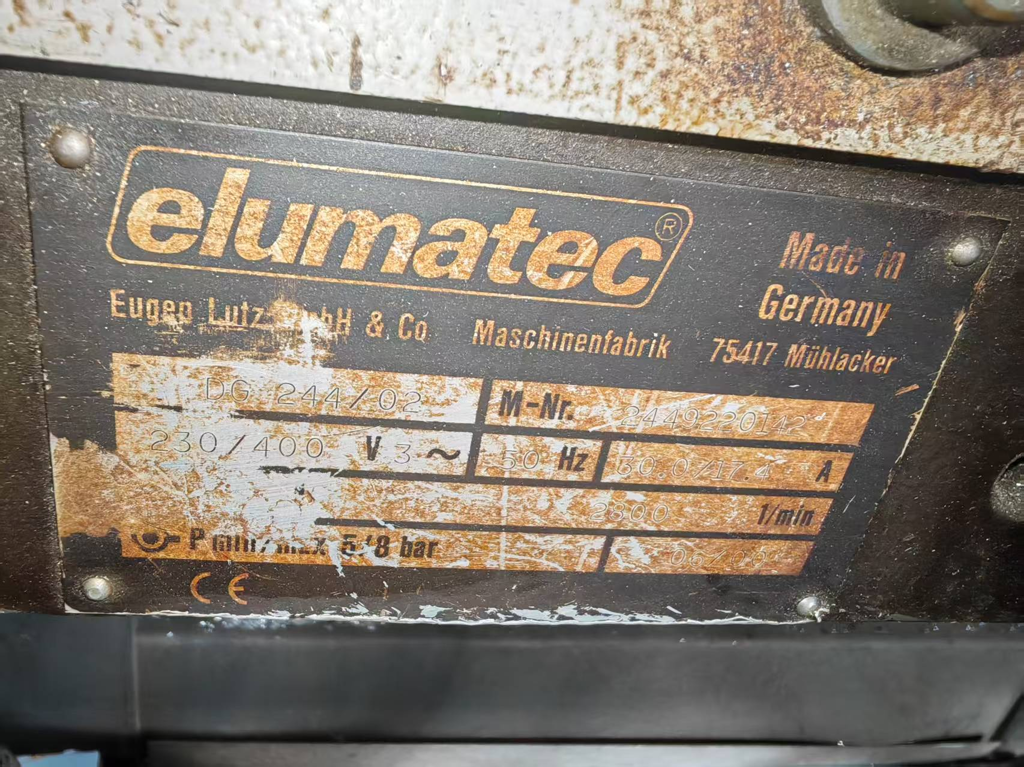 elumatec ®
Made in
Germany
Eugen Lutz GmbH & Co Maschinenfabrik 75417 Mühlacker
DG 244/02 M-Nr. 2449220142
230/400 V 3~ 50 Hz 30.0/17.4 A
2800 1/min
P min/max 5/8 bar
CE